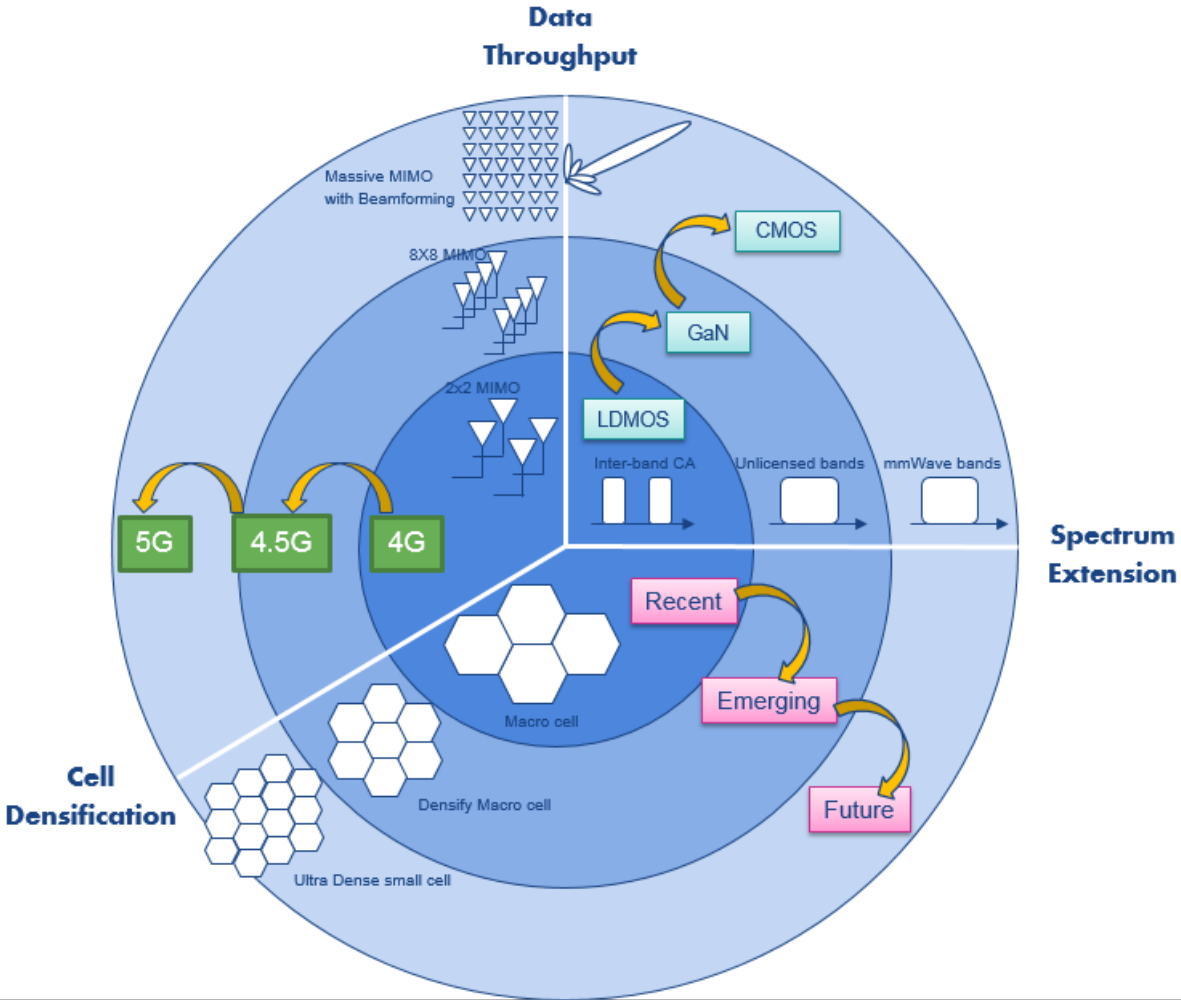 Data
Throughput
Massive MIMO
with Beamforming
CMOS
8X8 MIMO
GaN
2x2 MIMO
LDMOS
Inter-band CA
Unlicensed bands
mmWave bands
5G
4.5G
4G
Spectrum
Extension
Recent
Emerging
Macro cell
Cell
Densification
Densify Macro cell
Future
Ultra Dense small cell